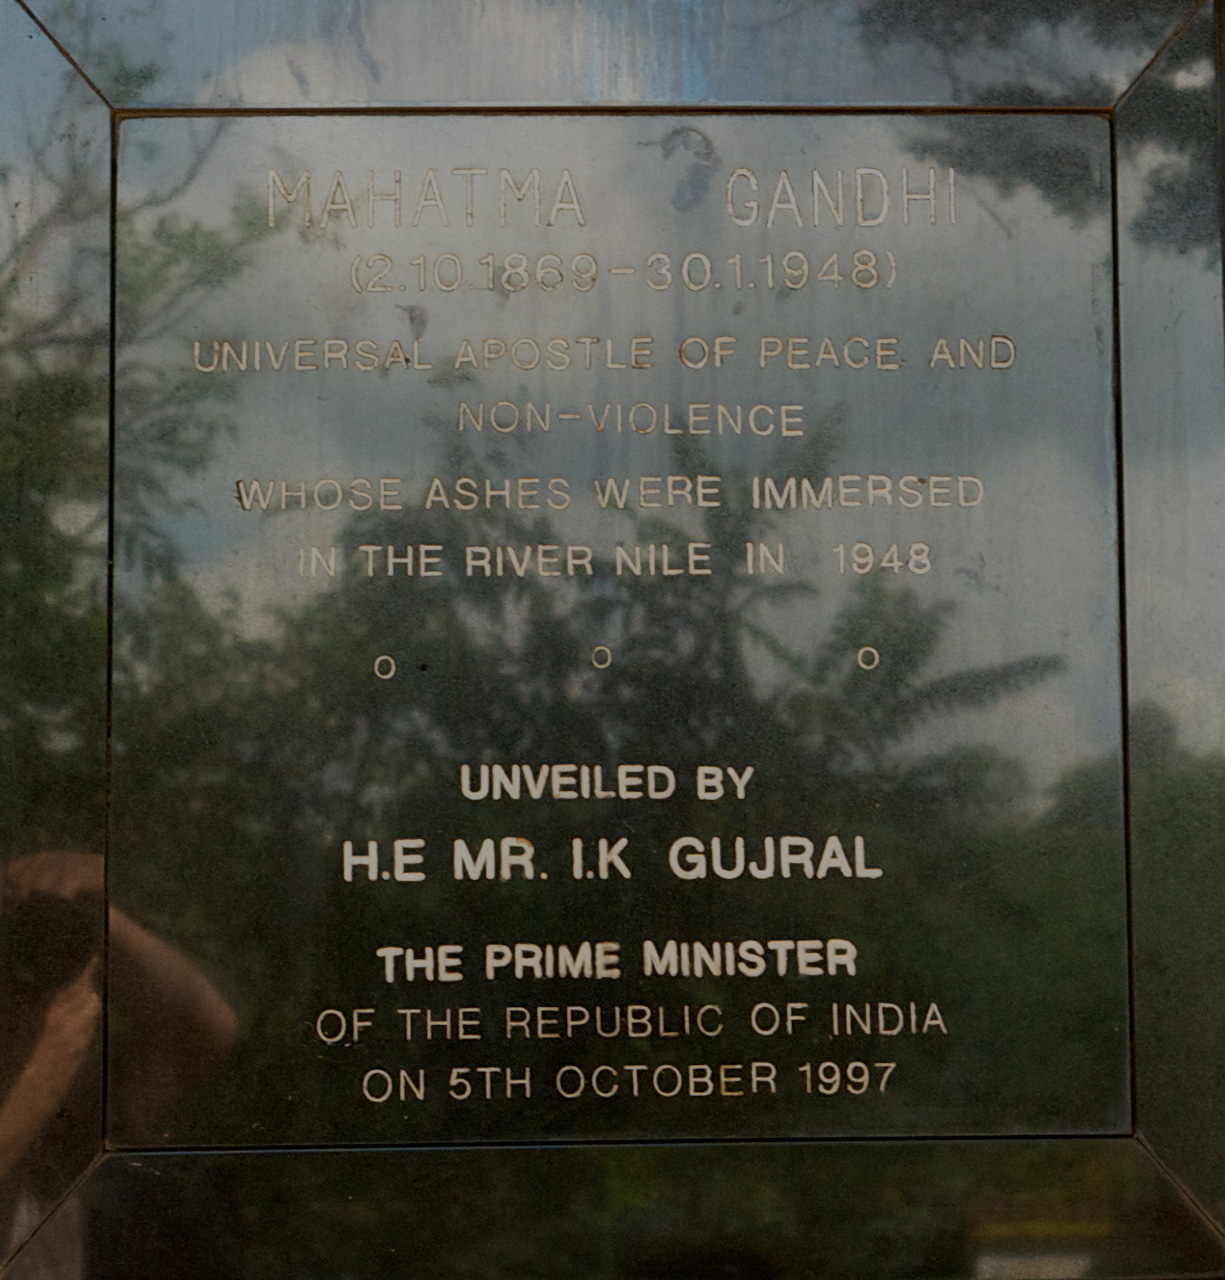 MAHATMA GANDHI
(2.10.1869-30.1.1948)
UNIVERSAL APOSTLE OF PEACE AND
NON-VIOLENCE
WHOSE ASHES WERE IMMERSED
IN THE RIVER NILE IN 1948
o o o
UNVEILED BY
H.E MR. I.K GUJRAL
THE PRIME MINISTER
OF THE REPUBLIC OF INDIA
ON 5TH OCTOBER 1997